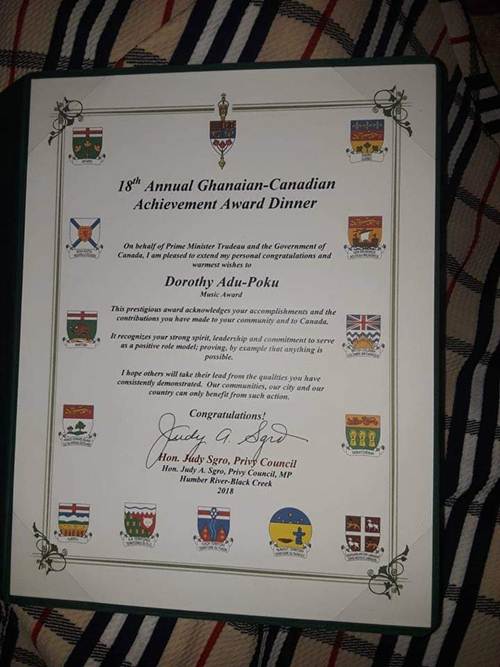 18th Annual Ghanaian-Canadian
Achievement Award Dinner
On behalf of Prime Minister Trudeau and the Government of
Canada, I am pleased to extend my personal congratulations and
warmest wishes to
Dorothy Adu-Poku
Music Award
This prestigious award acknowledges your accomplishments and the
contributions you have made to your community and to Canada.
It recognizes your strong spirit, leadership and commitment to serve
as a positive role model; proving, by example that anything is
possible.
I hope others will take their lead from the qualities you have
consistently demonstrated. Our communities, our city and our
country can only benefit from such action.
Congratulations!
Judy A. Sgro
Hon. Judy Sgro, Privy Council
Hon. Judy A. Sgro, Privy Council, MP
Humber River-Black Creek
2018